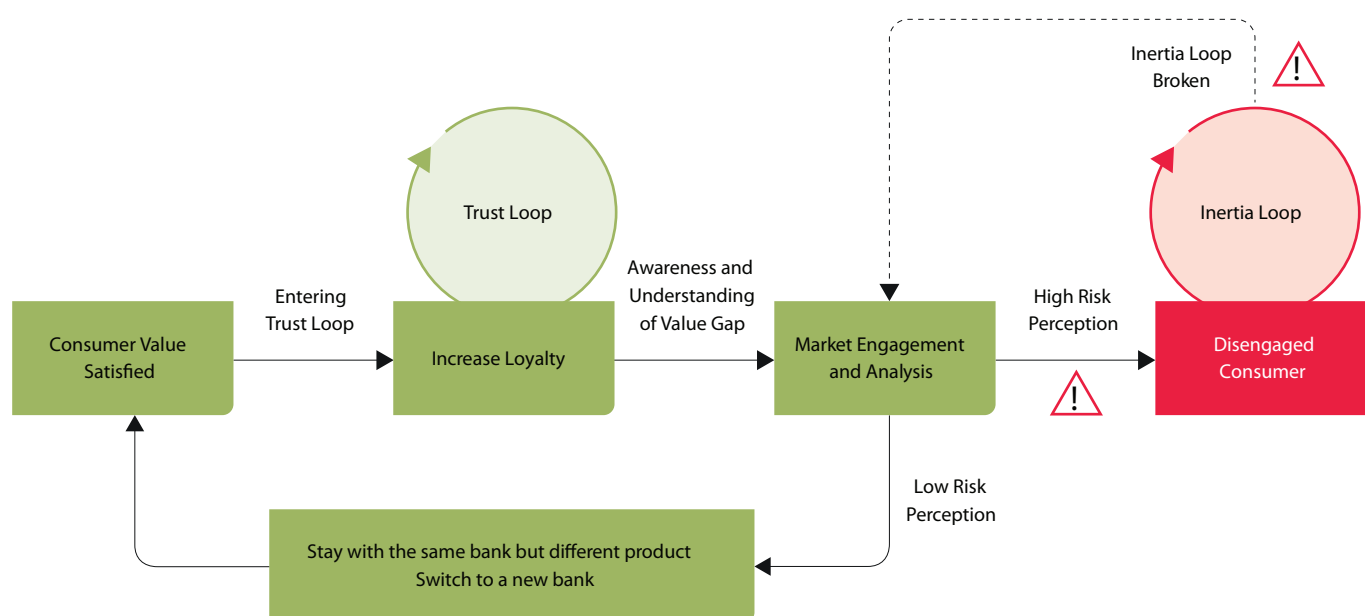 Inertia Loop
Broken
!
Trust Loop
Inertia Loop
Awareness and
Understanding
of Value Gap
Entering
Trust Loop
High Risk
Perception
Consumer Value
Satisfied
Increase Loyalty
Market Engagement
and Analysis
Disengaged
Consumer
!
Low Risk
Perception
Stay with the same bank but different product
Switch to a new bank